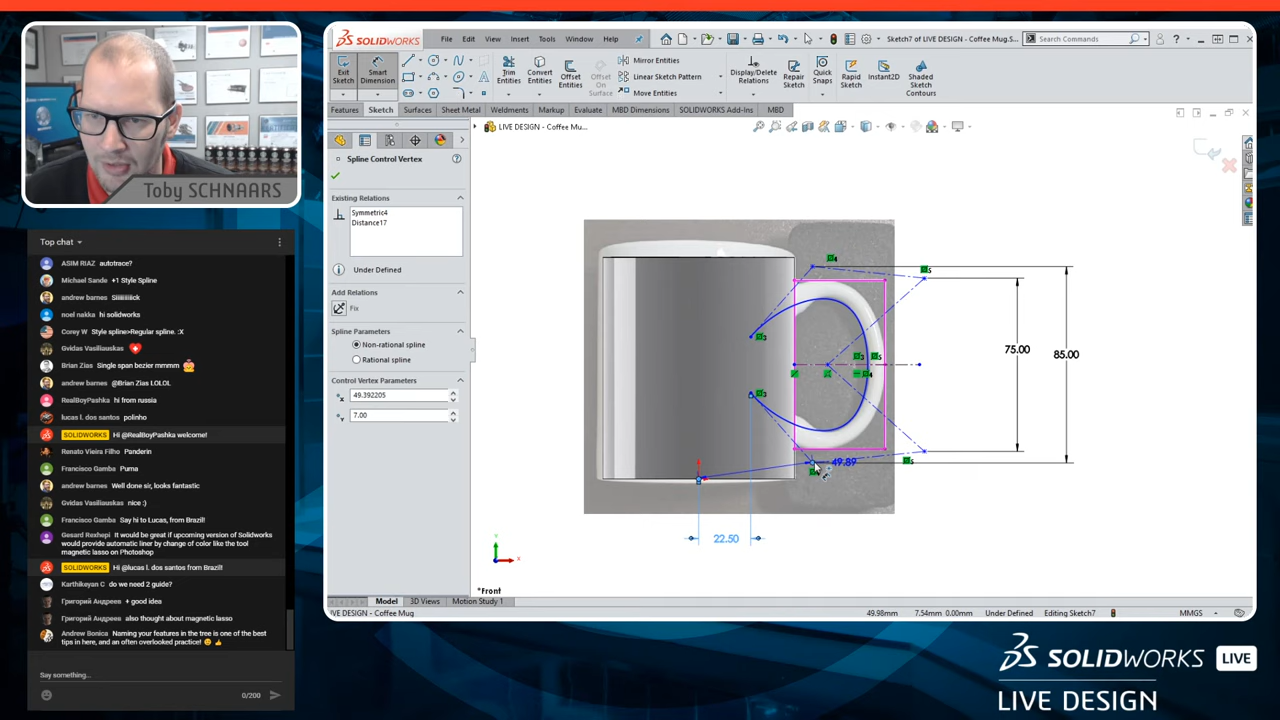 SOLIDWORKS
File Edit View Insert Tools Window Help
Sketch7 of LIVE DESIGN - Coffee Mug.S
Search Commands
Exit Sketch
Smart Dimension
Trim Entities
Convert Entities
Offset Entities
Offset On Surface
Mirror Entities
Linear Sketch Pattern
Move Entities
Display/Delete Relations
Repair Sketch
Quick Snaps
Rapid Sketch
Instant2D
Shaded Sketch Contours
Features Sketch Surfaces Sheet Metal Weldments Markup Evaluate MBD Dimensions SOLIDWORKS Add-Ins MBD
LIVE DESIGN - Coffee Mu...
Spline Control Vertex
Existing Relations
Symmetric4
Distance17
Under Defined
Add Relations
Fix
Spline Parameters
Non-rational spline
Rational spline
Control Vertex Parameters
49.392205
7.00
75.00
85.00
49.89
22.50
*Front
Model 3D Views Motion Study 1
LIVE DESIGN - Coffee Mug
49.98mm 7.54mm 0.00mm Under Defined Editing Sketch7 MMGS
Toby SCHNAARS
Top chat
ASIM RIAZ autotrace?
Michael Sande +1 Style Spline
andrew barnes Siiiiiiiiiick
noel nakka hi solidworks
Corey W Style spline>Regular spline. :X
Gvidas Vasiliauskas
Brian Zias Single span bezier mmmm
andrew barnes @Brian Zias LOLOL
RealBoyPashka hi from russia
lucas l. dos santos polinho
SOLIDWORKS Hi @RealBoyPashka welcome!
Renato Vieira Filho Panderin
Francisco Gamba Puma
Andrew barnes Well done sir, looks fantastic
Gvidas Vasiliauskas nice :)
Francisco Gamba Say hi to Lucas, from Brazil!
Gesard Rexhepi It would be great if upcoming version of Solidworks
would provide automatic liner by change of color like the tool
magnetic lasso on Photoshop
SOLIDWORKS Hi @lucas l. dos santos from Brazil!
Karthikeyan C do we need 2 guide?
Григорий Андреев + good idea
Григорий Андреев also thought about magnetic lasso
Andrew Bonica Naming your features in the tree is one of the best
tips in here, and an often overlooked practice!
Say something...
0/200
SOLIDWORKS LIVE
LIVE DESIGN